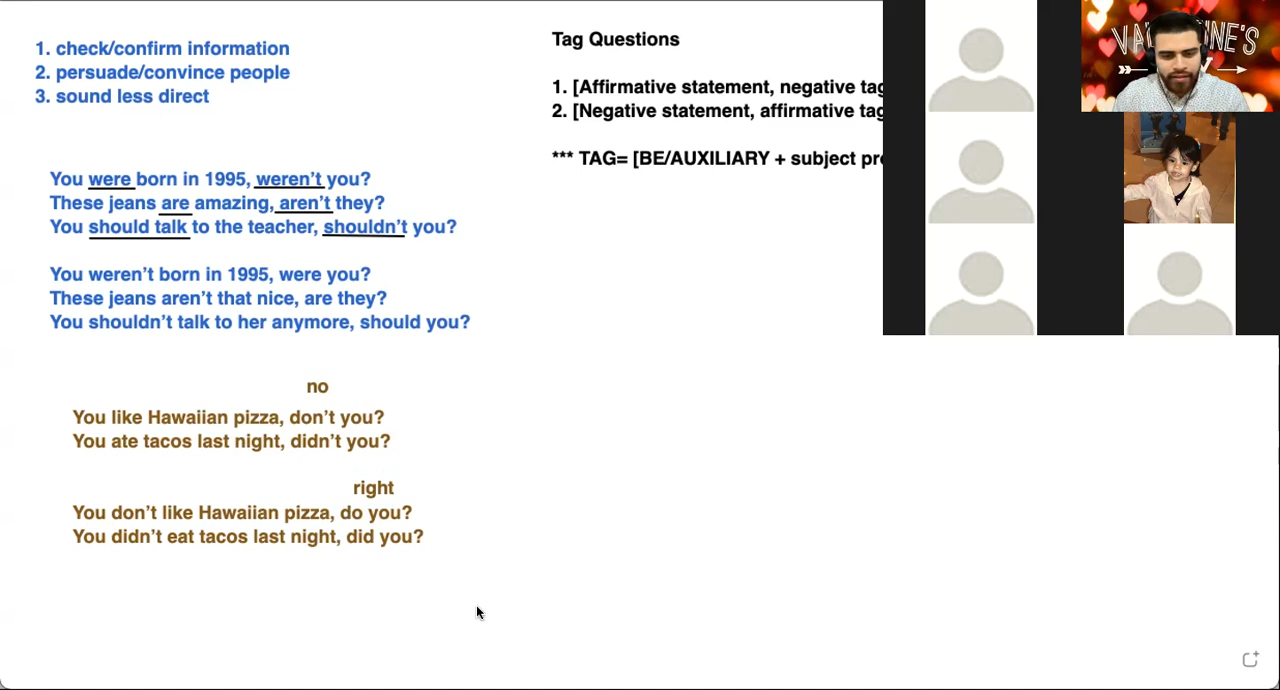 1. check/confirm information
2. persuade/convince people
3. sound less direct
You were born in 1995, weren't you?
These jeans are amazing, aren't they?
You should talk to the teacher, shouldn't you?
You weren't born in 1995, were you?
These jeans aren't that nice, are they?
You shouldn't talk to her anymore, should you?
no
You like Hawaiian pizza, don't you?
You ate tacos last night, didn't you?
right
You don't like Hawaiian pizza, do you?
You didn't eat tacos last night, did you?
Tag Questions
1. [Affirmative statement, negative tag
2. [Negative statement, affirmative tag
*** TAG= [BE/AUXILIARY + subject